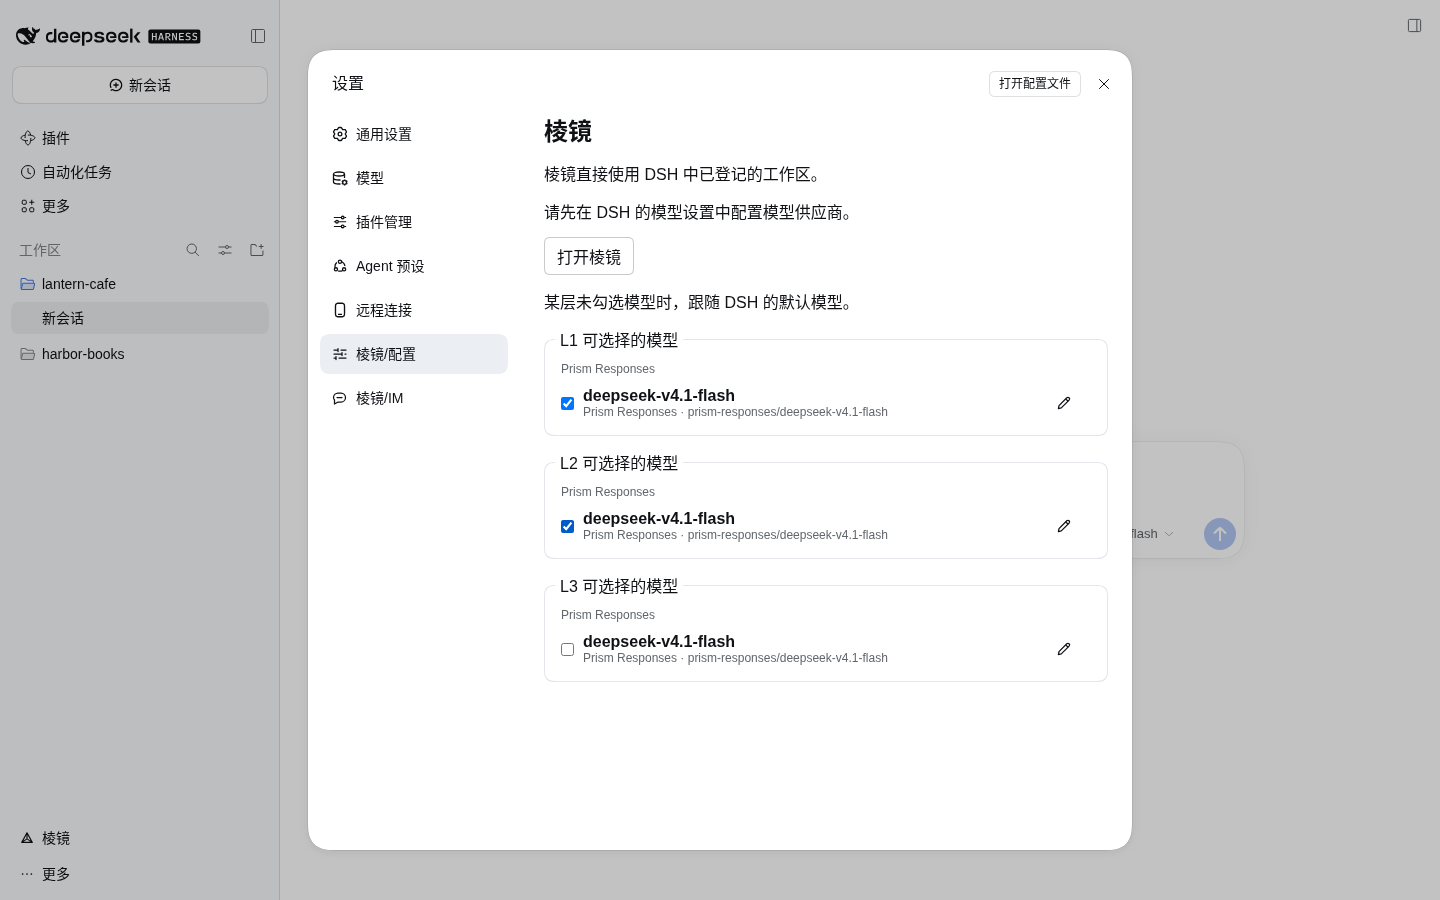 deepseek HARNESS
新会话
插件
自动化任务
更多
工作区
lantern-cafe
新会话
harbor-books
棱镜
更多
设置
打开配置文件
通用设置
模型
插件管理
Agent 预设
远程连接
棱镜/配置
棱镜/IM
棱镜
棱镜直接使用 DSH 中已登记的工作区。
请先在 DSH 的模型设置中配置模型供应商。
打开棱镜
某层未勾选模型时，跟随 DSH 的默认模型。
L1 可选择的模型
Prism Responses
deepseek-v4.1-flash
Prism Responses · prism-responses/deepseek-v4.1-flash
L2 可选择的模型
Prism Responses
deepseek-v4.1-flash
Prism Responses · prism-responses/deepseek-v4.1-flash
L3 可选择的模型
Prism Responses
deepseek-v4.1-flash
Prism Responses · prism-responses/deepseek-v4.1-flash
flash